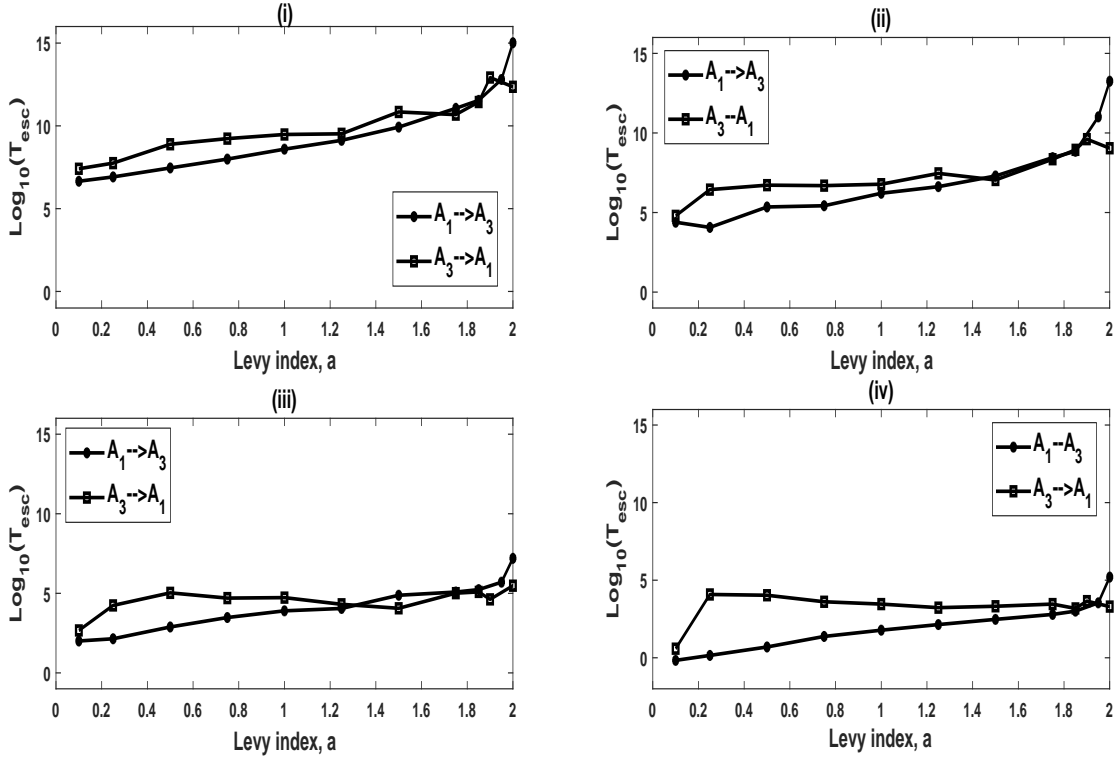 (i)
15
10
5
0
Log10(Tesc)
A1-->A3
A3-->A1
0 0.2 0.4 0.6 0.8 1 1.2 1.4 1.6 1.8 2
Levy index, a
(ii)
15
10
5
0
Log10(Tesc)
A1-->A3
A3--A1
0 0.2 0.4 0.6 0.8 1 1.2 1.4 1.6 1.8 2
Levy index, a
(iii)
15
10
5
0
Log10(Tesc)
A1-->A3
A3-->A1
0 0.2 0.4 0.6 0.8 1 1.2 1.4 1.6 1.8 2
Levy index, a
(iv)
15
10
5
0
Log10(Tesc)
A1--A3
A3-->A1
0 0.2 0.4 0.6 0.8 1 1.2 1.4 1.6 1.8 2
Levy index, a